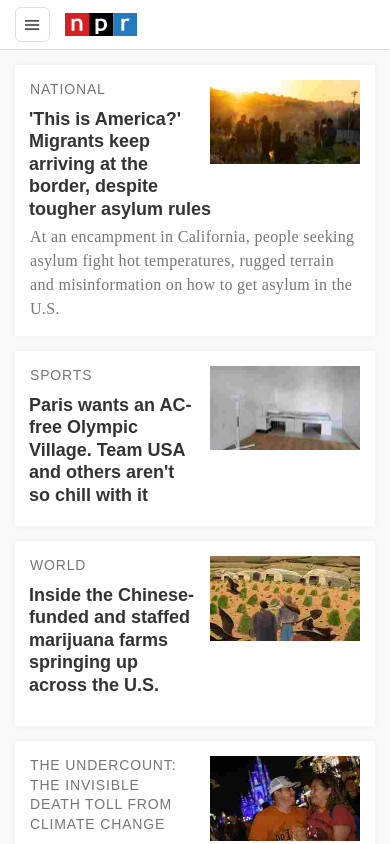 npr
NATIONAL
'This is America?'
Migrants keep
arriving at the
border, despite
tougher asylum rules
At an encampment in California, people seeking
asylum fight hot temperatures, rugged terrain
and misinformation on how to get asylum in the
U.S.
SPORTS
Paris wants an AC-
free Olympic
Village. Team USA
and others aren't
so chill with it
WORLD
Inside the Chinese-
funded and staffed
marijuana farms
springing up
across the U.S.
THE UNDERCOUNT:
THE INVISIBLE
DEATH TOLL FROM
CLIMATE CHANGE